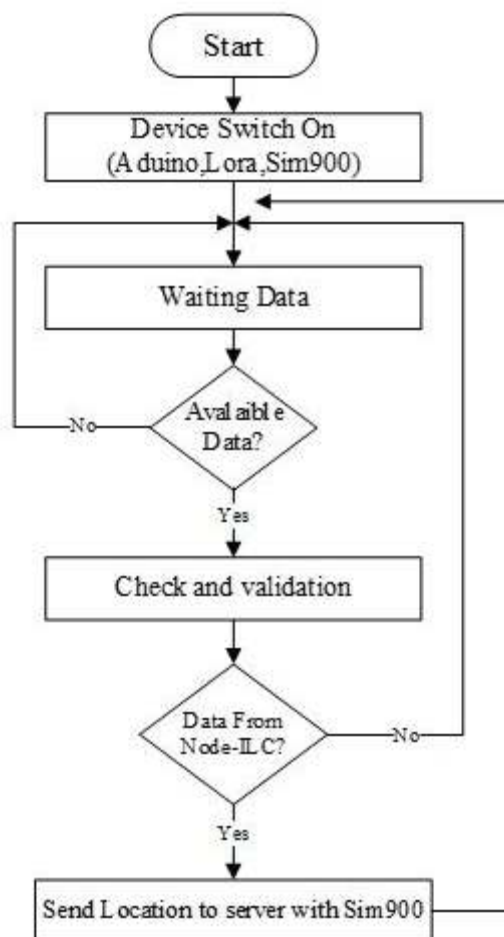 Start
Device Switch On
(Aduino,Lora,Sim900)
Waiting Data
Avalaible
Data?
No
Yes
Check and validation
Data From
Node-ILC?
No
Yes
Send Location to server with Sim900